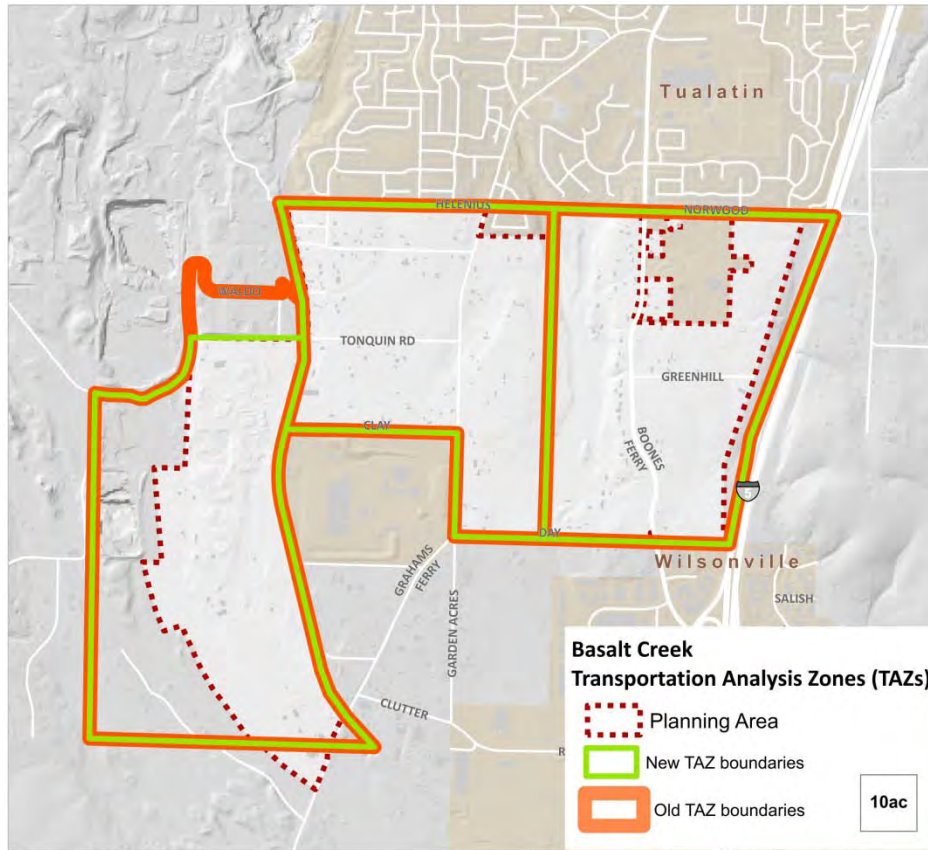 Tualatin
HELENIUS
NORWOOD
WALDO
TONQUIN RD
GREENHILL
CLAY
BOONES
FERRY
5
DAY
Wilsonville
GRAHAMS
FERRY
GARDEN ACRES
SALISH
CLUTTER
R
Basalt Creek
Transportation Analysis Zones (TAZs)
Planning Area
New TAZ boundaries
Old TAZ boundaries
10ac